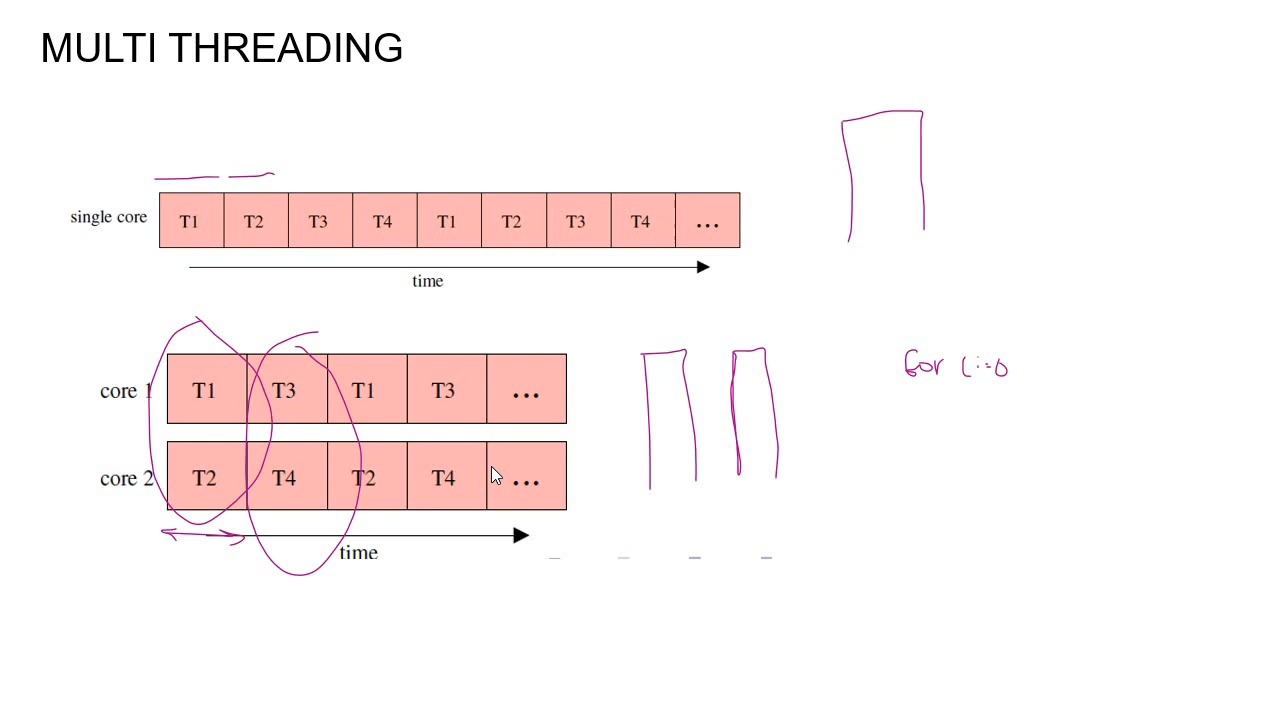 MULTI THREADING
single core T1 T2 T3 T4 T1 T2 T3 T4 ...
time
core 1 T1 T3 T1 T3 ...
core 2 T2 T4 T2 T4 ...
time
for (i=0